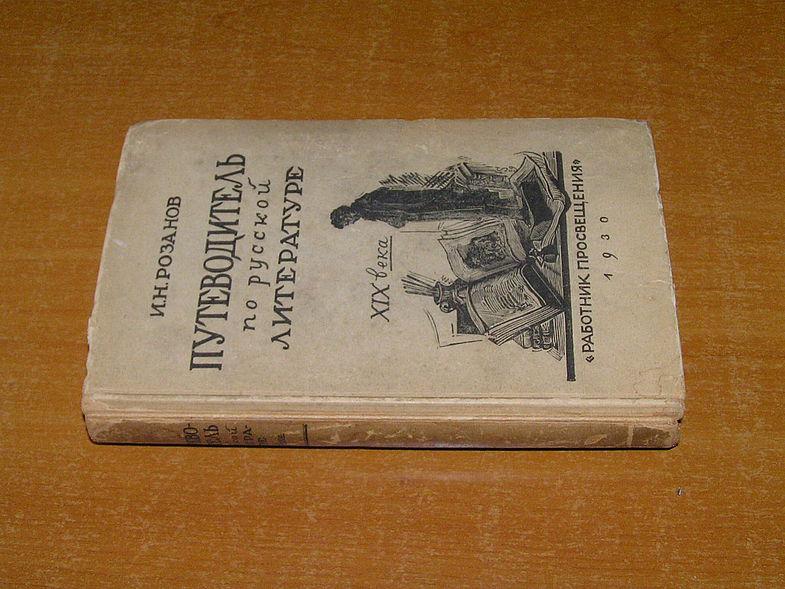 И.Н.РОЗАНОВ
ПУТЕВОДИТЕЛЬ
по русской
ЛИТЕРАТУРЕ
XIX века
«РАБОТНИК ПРОСВЕЩЕНИЯ»
1930